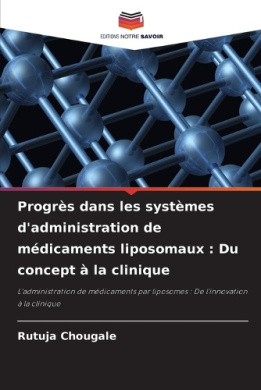 EDITIONS NOTRE SAVOIR
Progrès dans les systèmes
d'administration de
médicaments liposomaux : Du
concept à la clinique
L'administration de médicaments par liposomes : De l'innovation
à la clinique
Rutuja Chougale